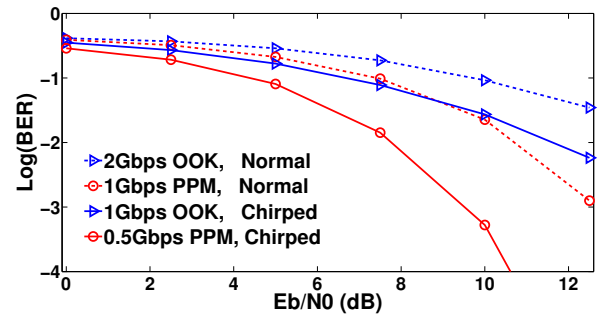 0
−1
−2
−3
−4
Log(BER)
2Gbps OOK, Normal
1Gbps PPM, Normal
1Gbps OOK, Chirped
0.5Gbps PPM, Chirped
0 2 4 6 8 10 12
Eb/N0 (dB)